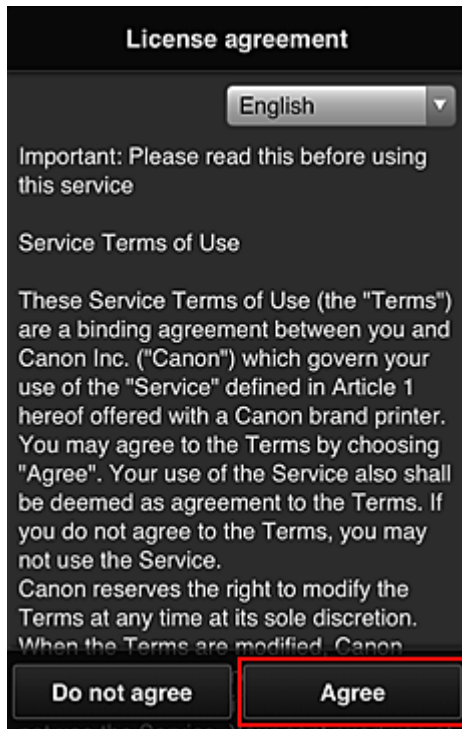 License agreement
English
Important: Please read this before using
this service
Service Terms of Use
These Service Terms of Use (the "Terms")
are a binding agreement between you and
Canon Inc. ("Canon") which govern your
use of the "Service" defined in Article 1
hereof offered with a Canon brand printer.
You may agree to the Terms by choosing
"Agree". Your use of the Service also shall
be deemed as agreement to the Terms. If
you do not agree to the Terms, you may
not use the Service.
Canon reserves the right to modify the
Terms at any time at its sole discretion.
When the Terms are modified, Canon
Do not agree
Agree